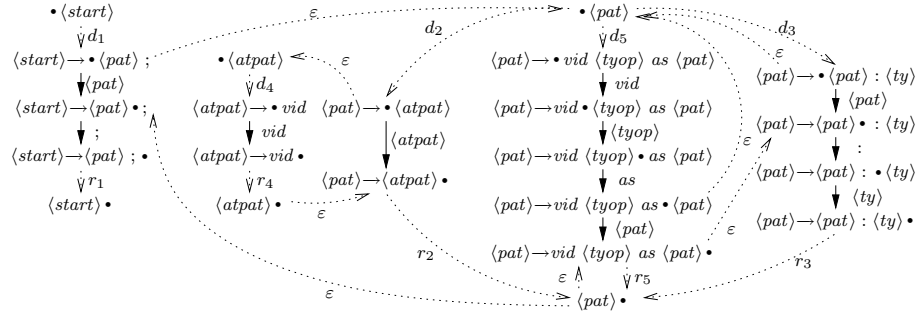 •⟨start⟩
d₁
⟨start⟩→•⟨pat⟩ ;
⟨pat⟩
⟨start⟩→⟨pat⟩•;
;
⟨start⟩→⟨pat⟩ ; •
r₁
⟨start⟩•
ε
•⟨atpat⟩
d₄
⟨atpat⟩→•vid
vid
⟨atpat⟩→vid•
r₄
⟨atpat⟩•
ε
ε
d₂
⟨pat⟩→•⟨atpat⟩
⟨atpat⟩
⟨pat⟩→⟨atpat⟩•
r₂
ε
•⟨pat⟩
d₅
⟨pat⟩→•vid ⟨tyop⟩ as ⟨pat⟩
vid
⟨pat⟩→vid•⟨tyop⟩ as ⟨pat⟩
⟨tyop⟩
⟨pat⟩→vid ⟨tyop⟩•as ⟨pat⟩
as
⟨pat⟩→vid ⟨tyop⟩ as•⟨pat⟩
⟨pat⟩
⟨pat⟩→vid ⟨tyop⟩ as ⟨pat⟩•
ε
r₅
⟨pat⟩•
ε
ε
d₃
ε
⟨pat⟩→•⟨pat⟩ : ⟨ty⟩
⟨pat⟩
⟨pat⟩→⟨pat⟩• : ⟨ty⟩
:
⟨pat⟩→⟨pat⟩ : •⟨ty⟩
⟨ty⟩
⟨pat⟩→⟨pat⟩ : ⟨ty⟩•
r₃